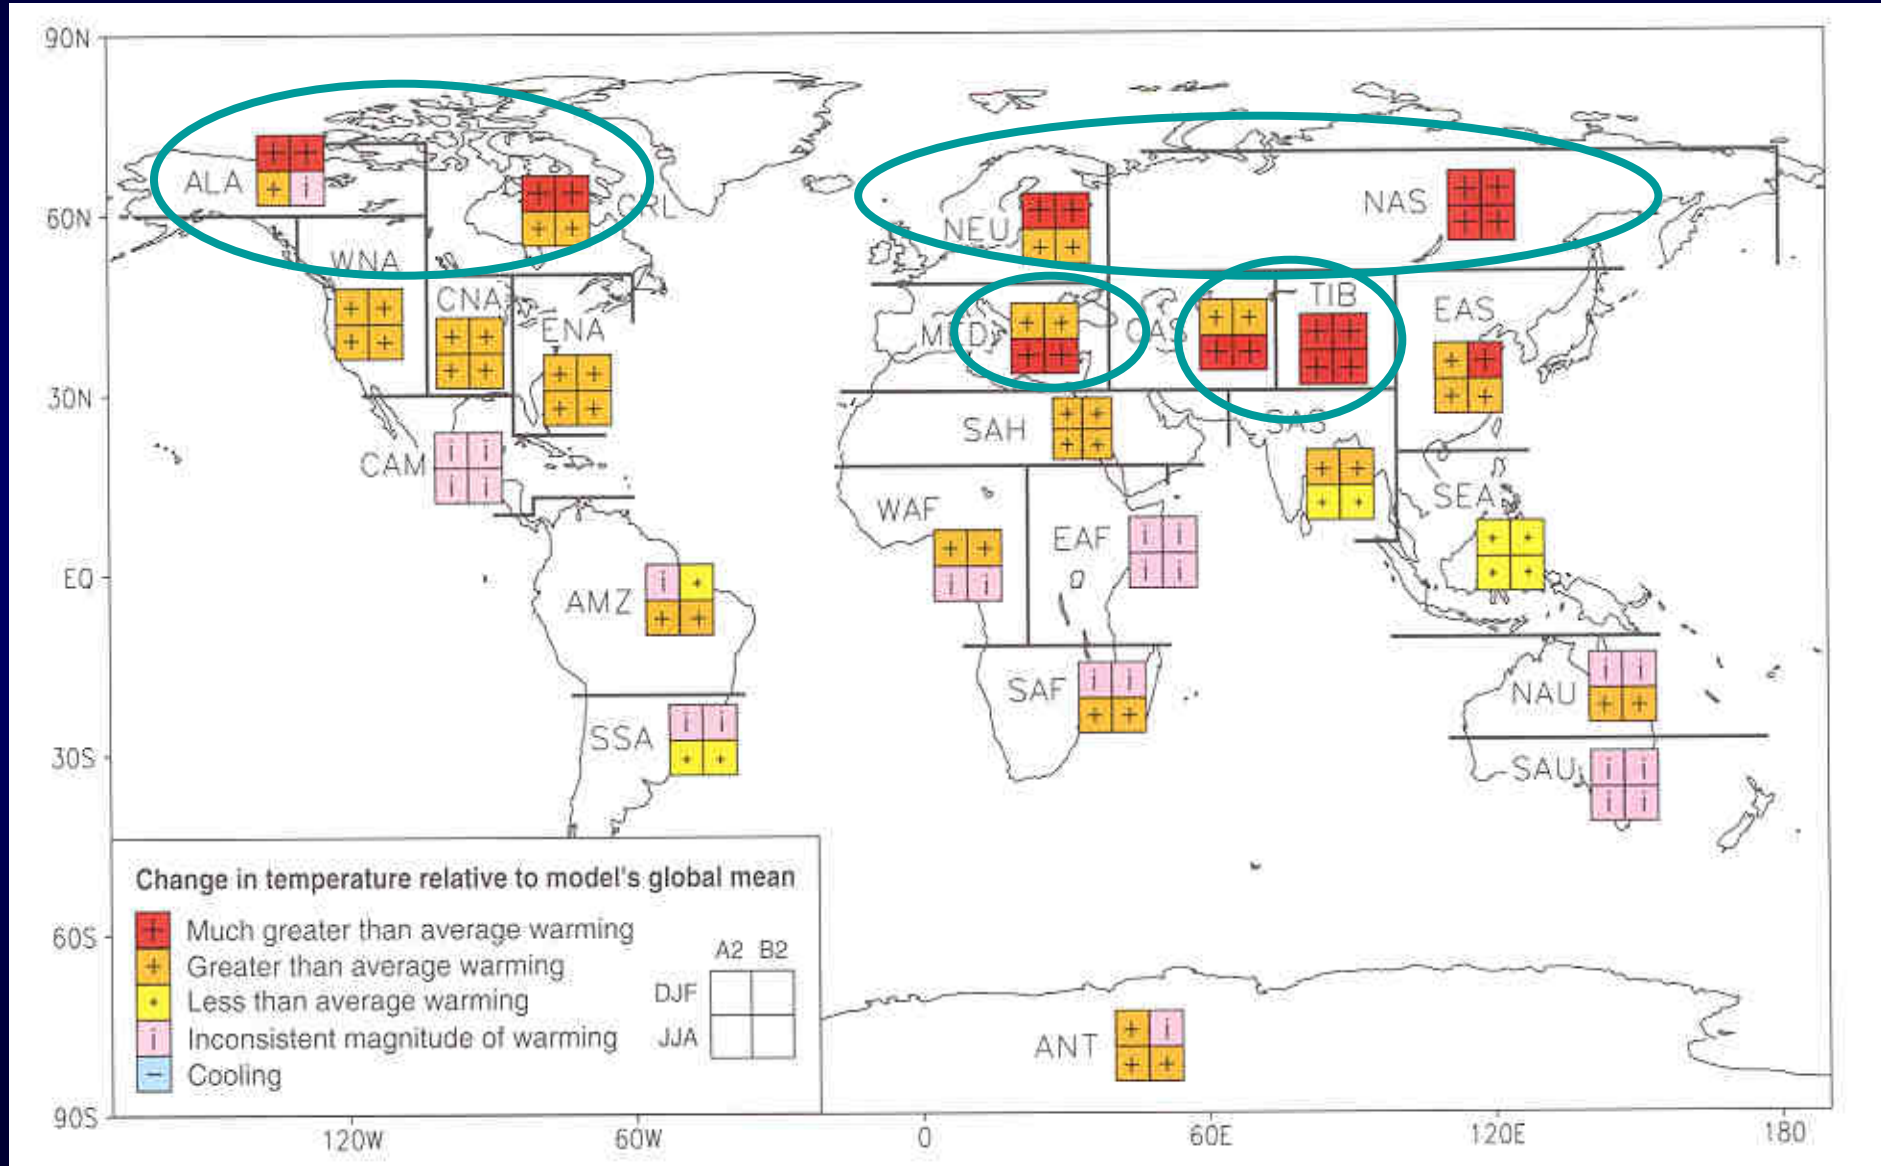 90N
ALA
GRL
60N
NEU
NAS
WNA
CNA
ENA
MED
CAS
TIB
EAS
30N
SAH
SAS
CAM
WAF
EAF
SEA
EQ
AMZ
SAF
NAU
SSA
30S
SAU
Change in temperature relative to model's global mean
Much greater than average warming
Greater than average warming
Less than average warming
i Inconsistent magnitude of warming
Cooling
A2 B2
DJF
JJA
60S
ANT
90S
120W
60W
0
60E
120E
180